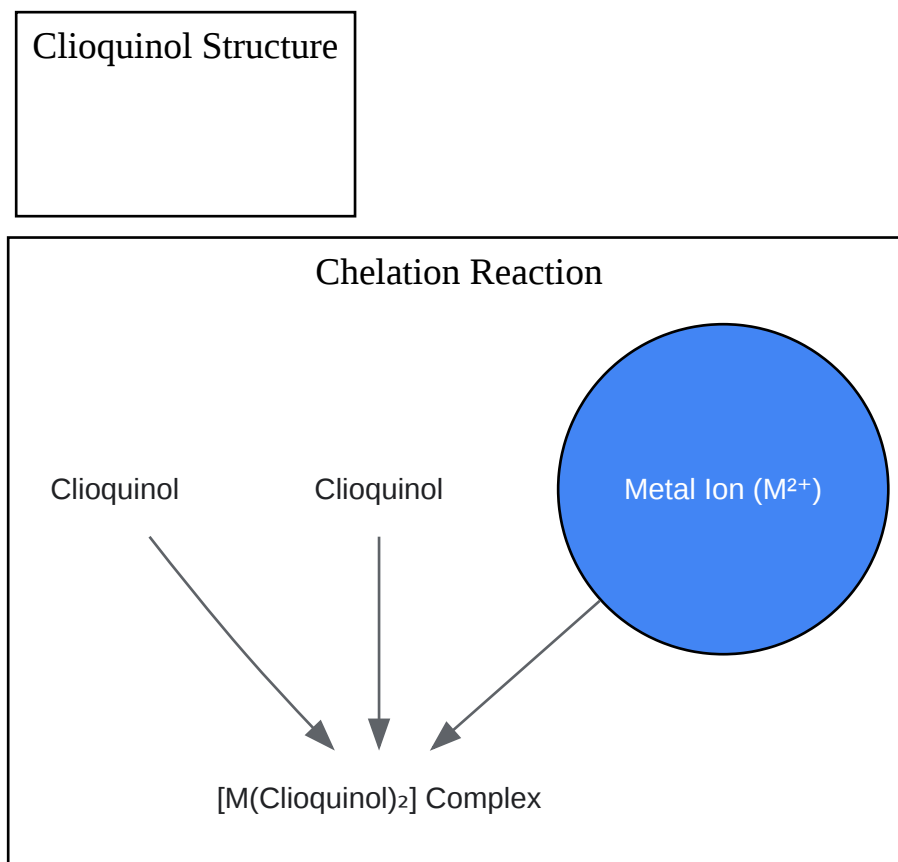 Clioquinol Structure
Chelation Reaction
Clioquinol
Clioquinol
Metal Ion (M²⁺)
[M(Clioquinol)₂] Complex